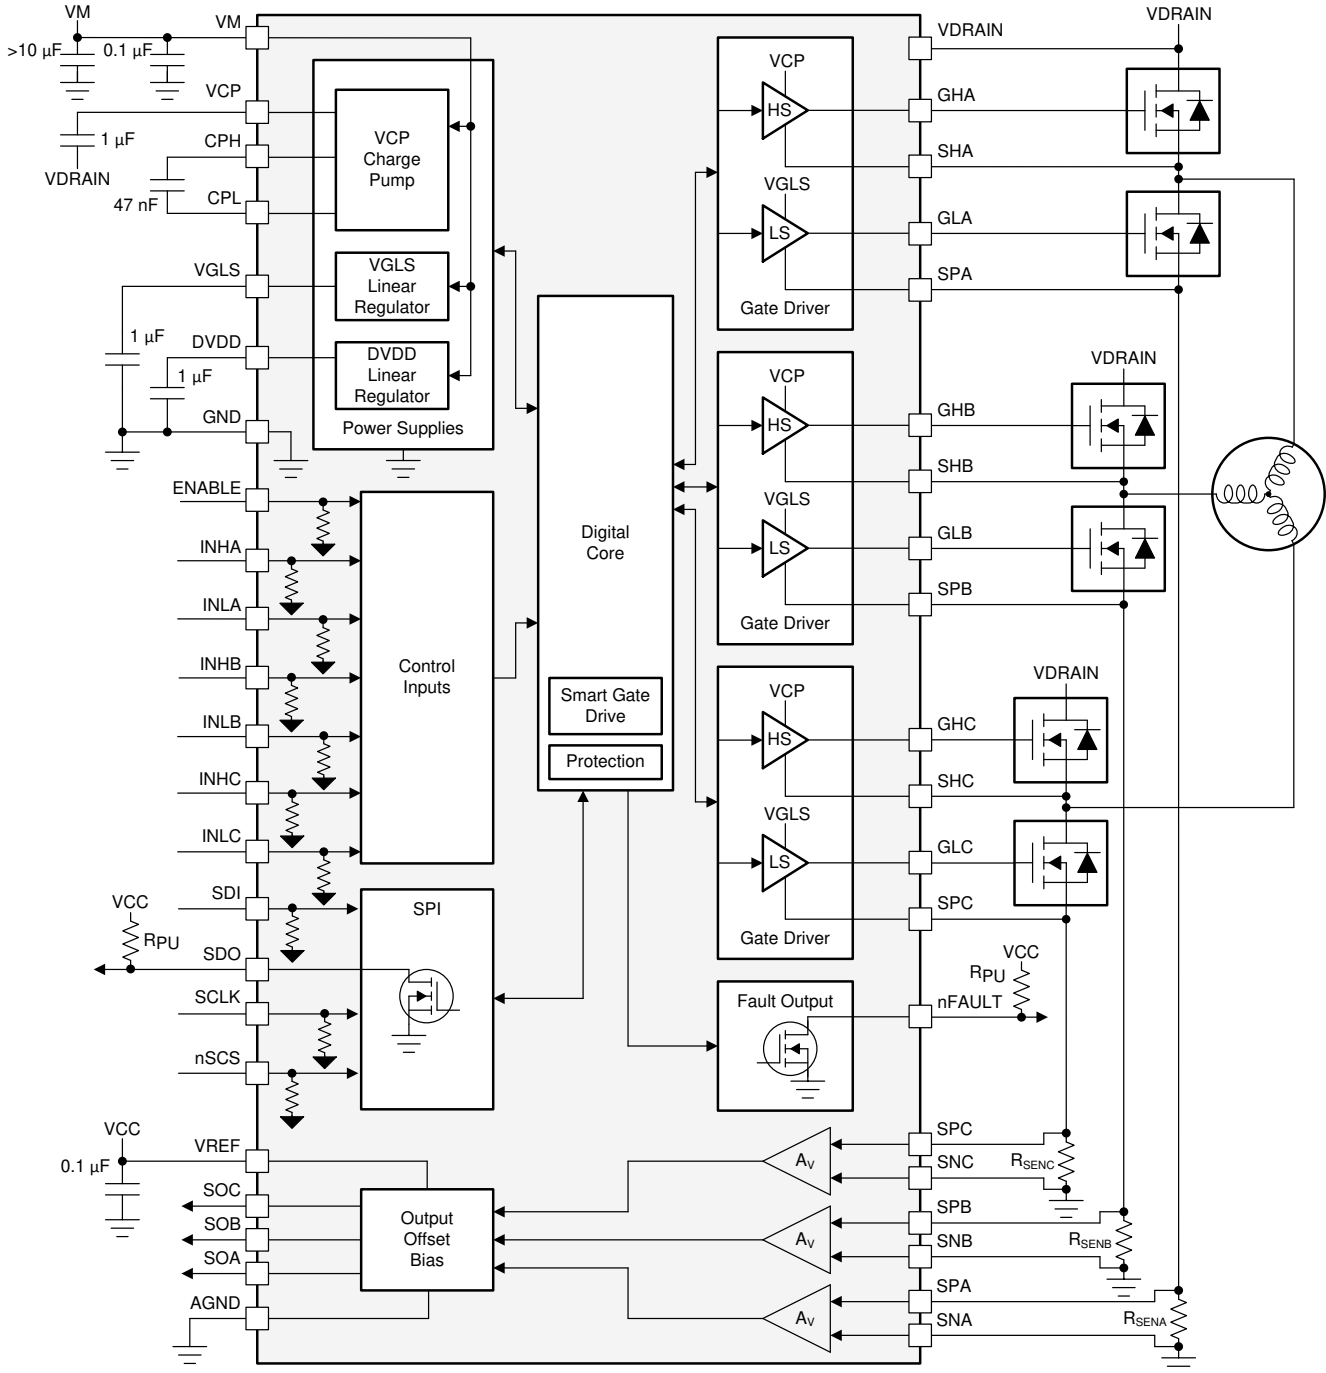 VM
>10 µF
0.1 µF
VM
VCP
1 µF
VDRAIN
CPH
47 nF
CPL
VGLS
1 µF
DVDD
1 µF
GND
VCP
Charge
Pump
VGLS
Linear
Regulator
DVDD
Linear
Regulator
Power Supplies
ENABLE
INHA
INLA
INHB
INLB
INHC
INLC
Control
Inputs
SDI
VCC
RPU
SDO
SCLK
nSCS
SPI
VCC
0.1 µF
VREF
SOC
SOB
SOA
AGND
Output
Offset
Bias
Digital
Core
Smart Gate
Drive
Protection
VCP
HS
VGLS
LS
Gate Driver
VCP
HS
VGLS
LS
Gate Driver
VCP
HS
VGLS
LS
Gate Driver
Fault Output
AV
AV
AV
VDRAIN
VDRAIN
GHA
SHA
GLA
SPA
VDRAIN
GHB
SHB
GLB
SPB
VDRAIN
GHC
SHC
GLC
SPC
VCC
RPU
nFAULT
SPC
SNC
RSENC
SPB
SNB
RSENB
SPA
SNA
RSENA